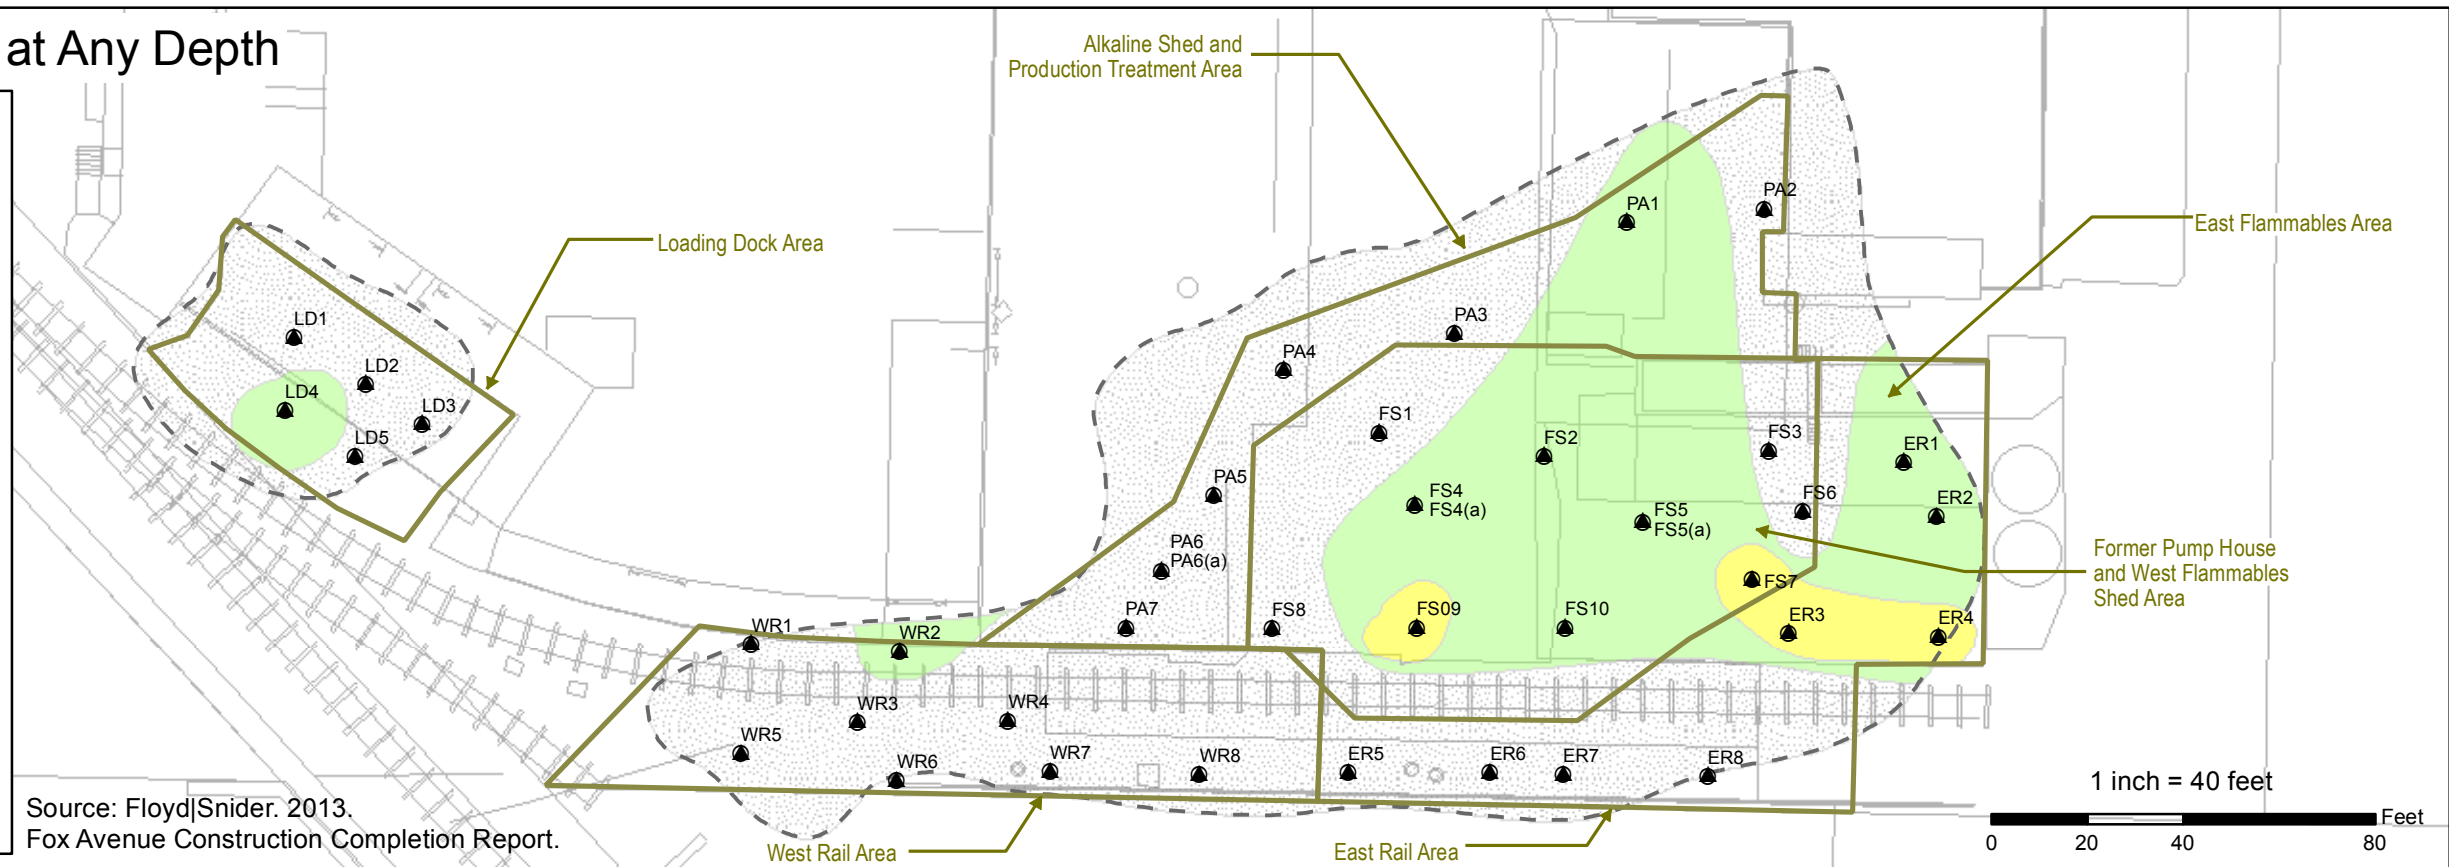 at Any Depth
Alkaline Shed and
Production Treatment Area
Loading Dock Area
East Flammables Area
PA1
PA2
PA3
PA4
PA5
PA6
PA6(a)
PA7
LD1
LD2
LD3
LD4
LD5
FS1
FS2
FS3
FS4
FS4(a)
FS5
FS5(a)
FS6
FS7
FS8
FS09
FS10
ER1
ER2
ER3
ER4
Former Pump House
and West Flammables
Shed Area
WR1
WR2
WR3
WR4
WR5
WR6
WR7
WR8
ER5
ER6
ER7
ER8
West Rail Area
East Rail Area
Source: Floyd|Snider. 2013.
Fox Avenue Construction Completion Report.
1 inch = 40 feet
Feet
0 20 40 80